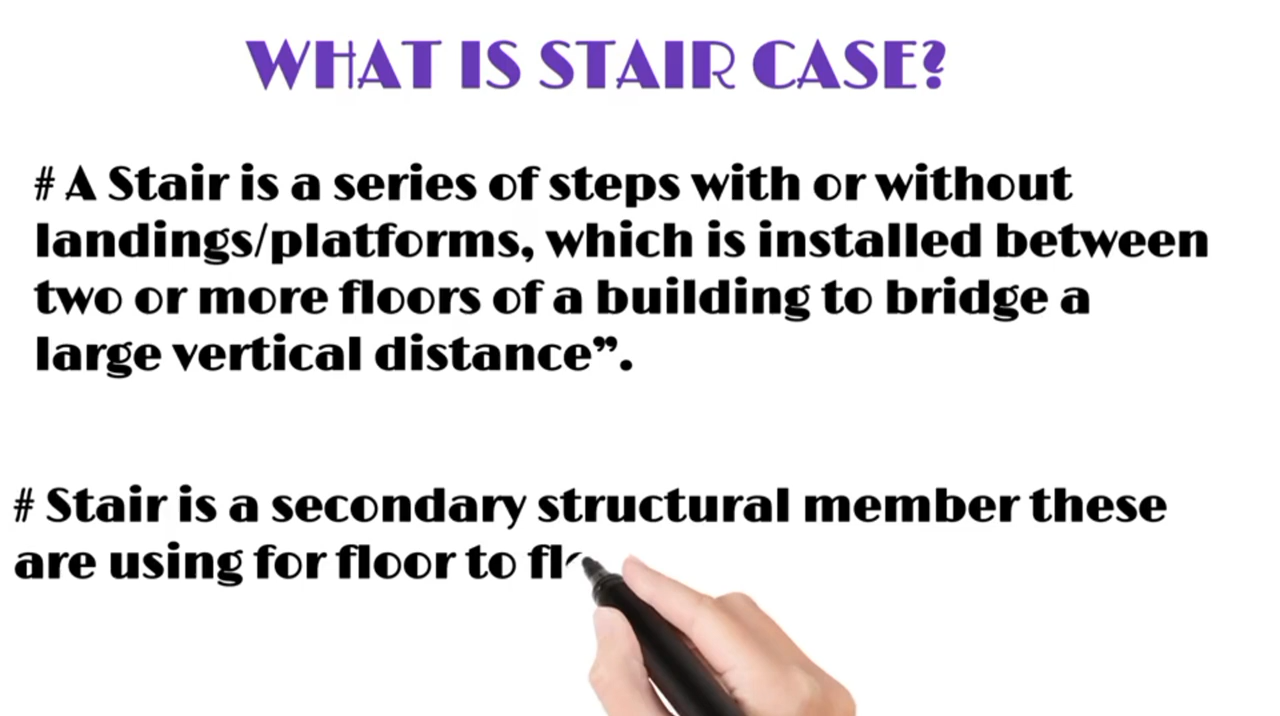 WHAT IS STAIR CASE?
# A Stair is a series of steps with or without
landings/platforms, which is installed between
two or more floors of a building to bridge a
large vertical distance”.
# Stair is a secondary structural member these
are using for floor to